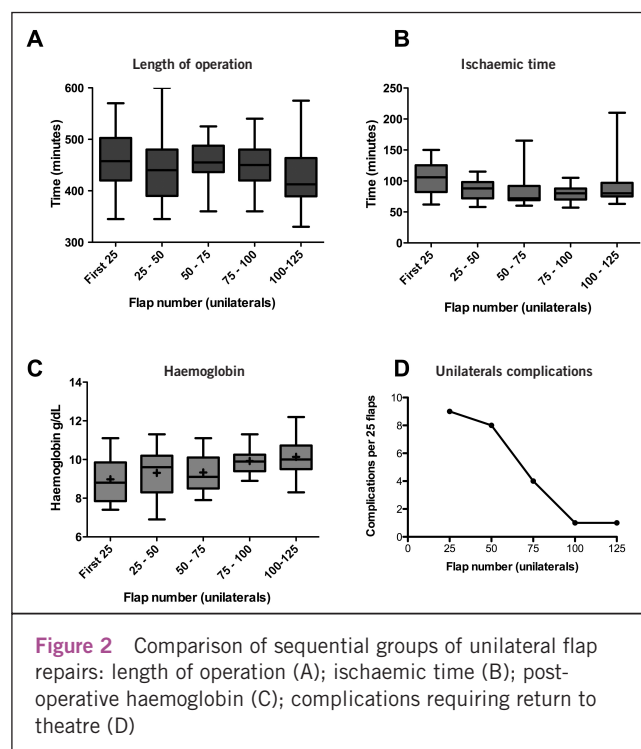 A
Length of operation
Time (minutes)
600
500
400
300
First 25
25 - 50
50 - 75
75 - 100
100-125
Flap number (unilaterals)
B
Ischaemic time
Time (minutes)
250
200
150
100
50
0
First 25
25 - 50
50 - 75
75 - 100
100 - 125
Flap number (unilaterals)
C
Haemoglobin
Haemoglobin g/dL
14
12
10
8
6
First 25
25 - 50
50 - 75
75 - 100
100-125
Flap number (unilaterals)
D
Unilaterals complications
Complications per 25 flaps
10
8
6
4
2
0
0
25
50
75
100
125
Flap number (unilaterals)
Figure 2 Comparison of sequential groups of unilateral flap
repairs: length of operation (A); ischaemic time (B); post-
operative haemoglobin (C); complications requiring return to
theatre (D)